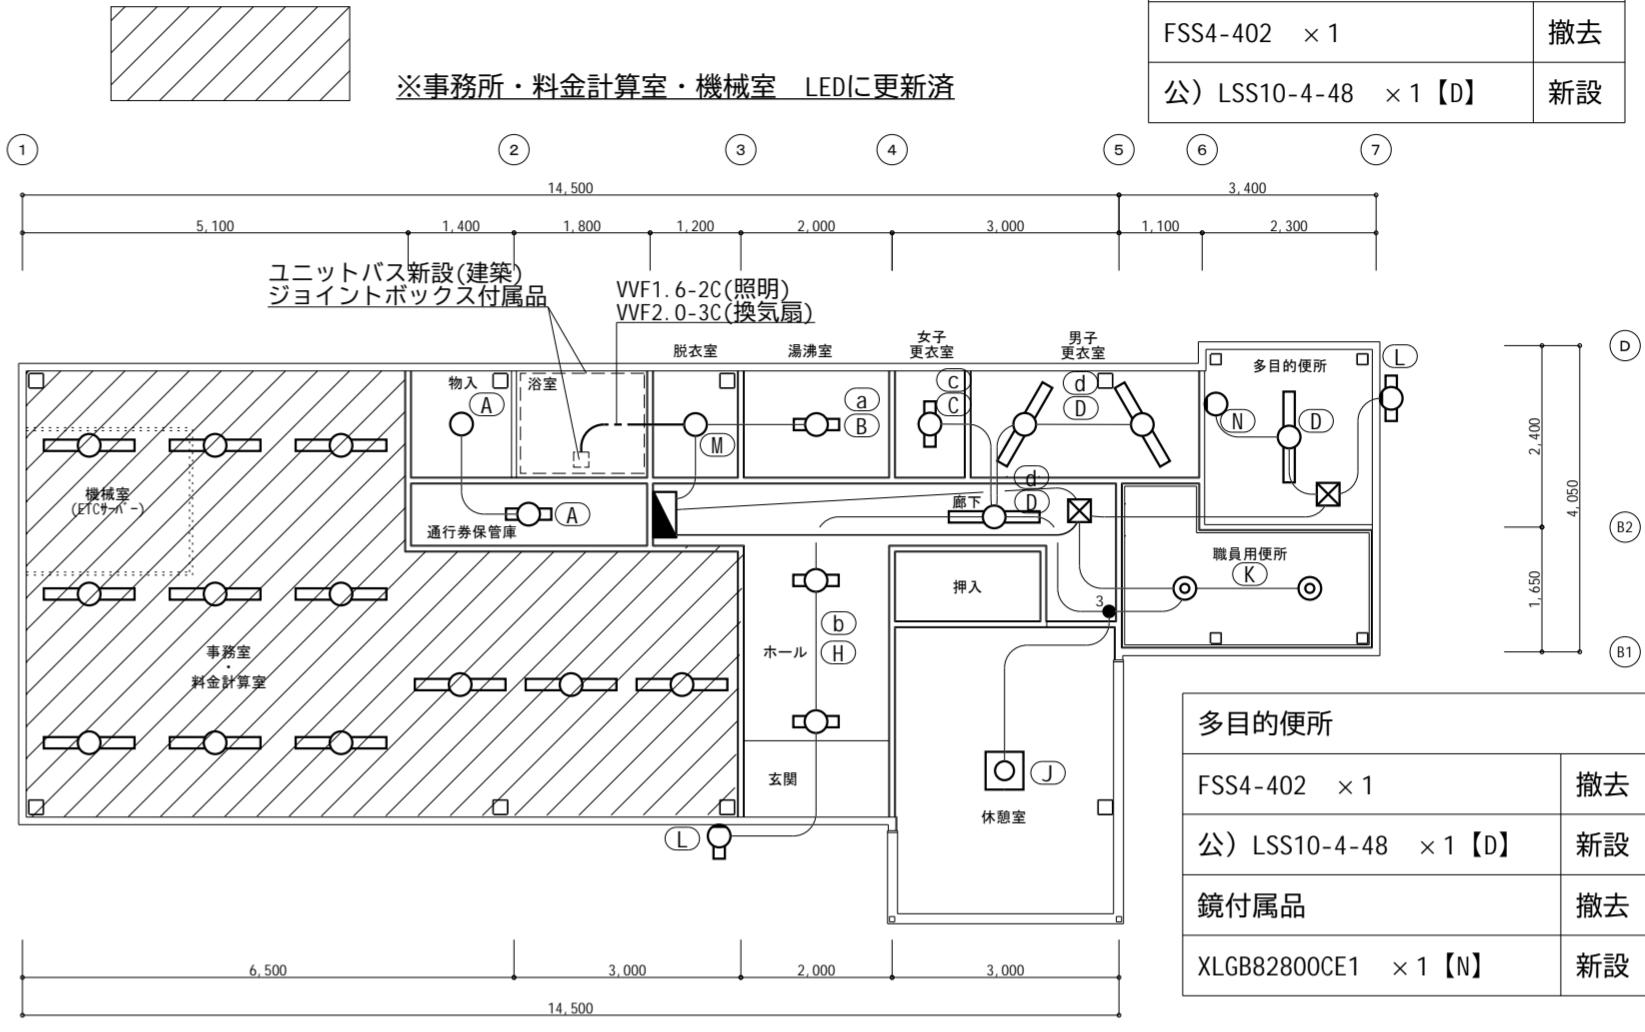 FSS4-402 ×1 撤去
※事務所・料金計算室・機械室 LEDに更新済
公）LSS10-4-48 ×1【D】 新設
1 2 3 4 5 6 7
14,500 3,400
5,100 1,400 1,800 1,200 2,000 3,000 1,100 2,300
ユニットバス新設(建築)
ジョイントボックス付属品
VVF1.6-2C(照明)
VVF2.0-3C(換気扇)
脱衣室
湯沸室
女子
更衣室
男子
更衣室
D
L
多目的便所
物入
A
浴室
a
B
c
C
d
D
N
D
M
2,400
4,050
機械室
(ETCサーバー)
通行券保管庫
A
廊下
d
D
B2
職員用便所
K
押入
3
1,650
b
H
ホール
B1
事務室
・
料金計算室
玄関
L
J
休憩室
多目的便所
FSS4-402 ×1 撤去
公）LSS10-4-48 ×1【D】 新設
鏡付属品 撤去
XLGB82800CE1 ×1【N】 新設
6,500 3,000 2,000 3,000
14,500